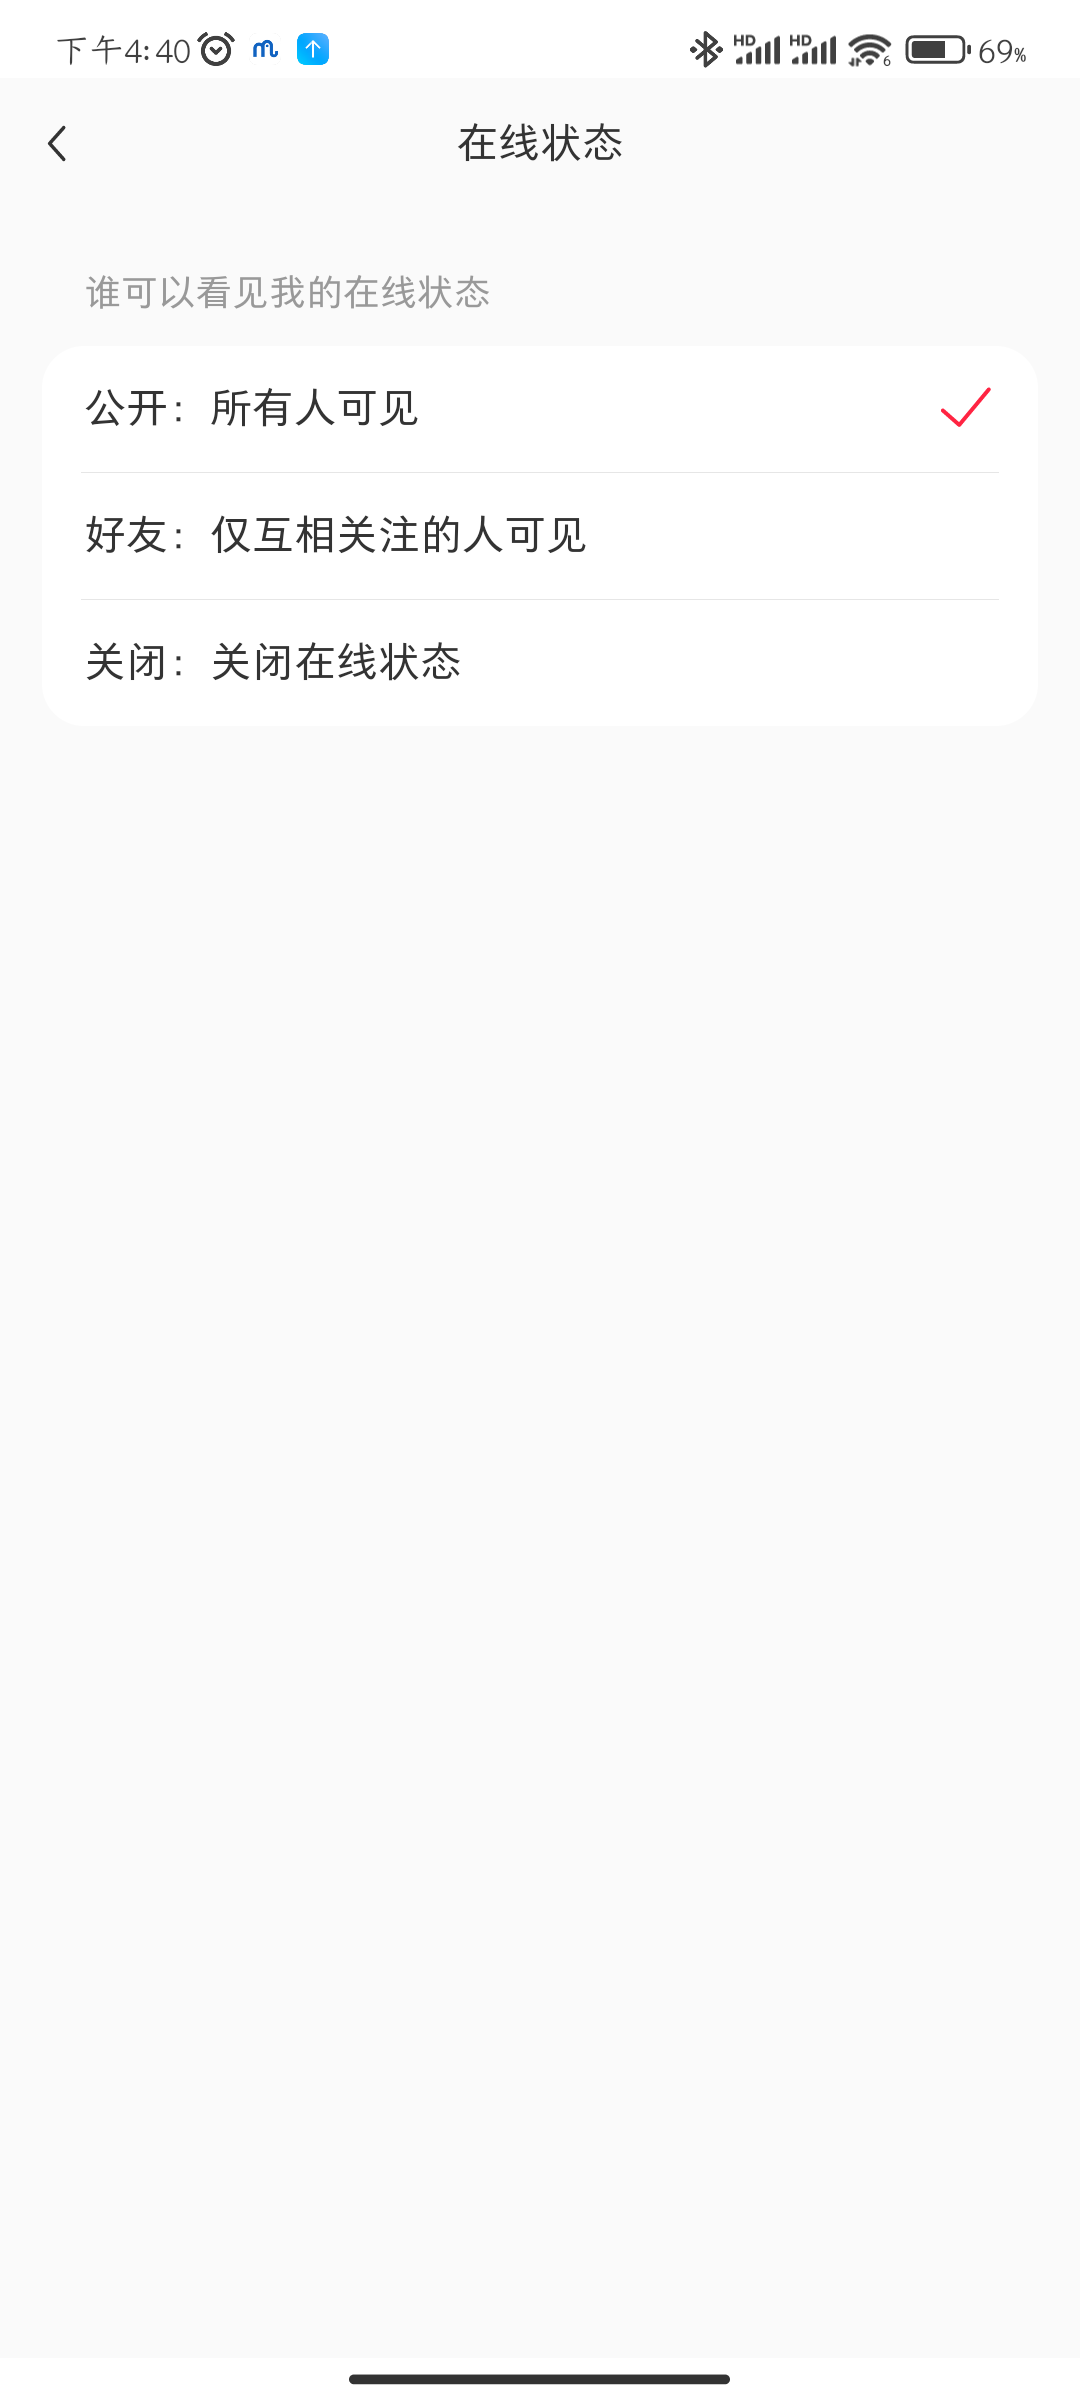 下午4:40 HD HD 6 69%
在线状态
谁可以看见我的在线状态
公开：所有人可见
好友：仅互相关注的人可见
关闭：关闭在线状态